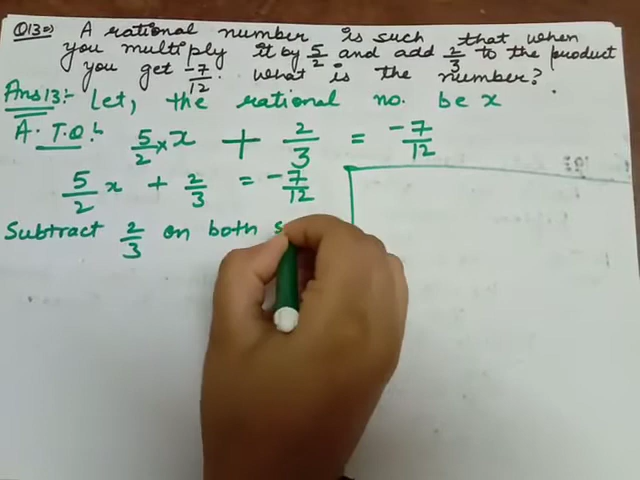 Q13⇒ A rational number is such that when
you multiply it by 5/2 and add 2/3 to the product
you get -7/12. What is the number?
Ans13:- Let, the rational no. be x
A.T.Q:- 5/2 × x + 2/3 = -7/12
5/2 x + 2/3 = -7/12
Subtract 2/3 on both s